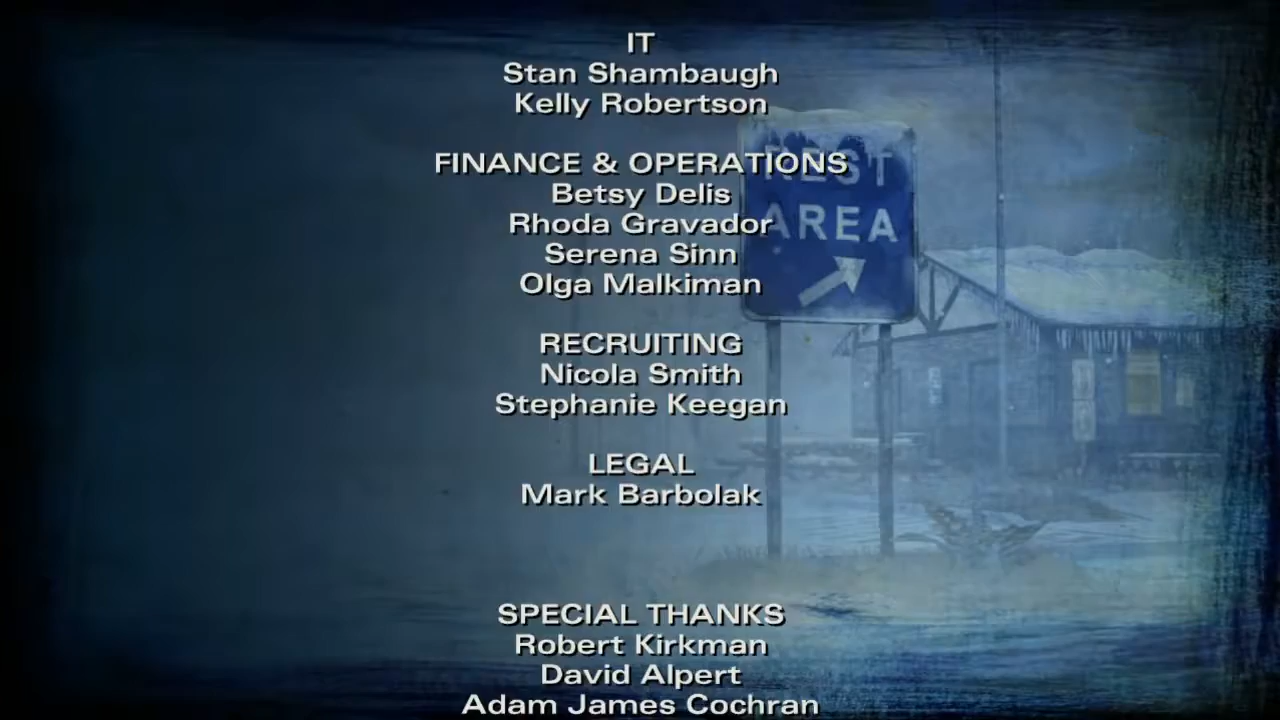 IT
Stan Shambaugh
Kelly Robertson
FINANCE & OPERATIONS
Betsy Delis
Rhoda Gravador
Serena Sinn
Olga Malkiman
RECRUITING
Nicola Smith
Stephanie Keegan
LEGAL
Mark Barbolak
SPECIAL THANKS
Robert Kirkman
David Alpert
Adam James Cochran
REST
AREA